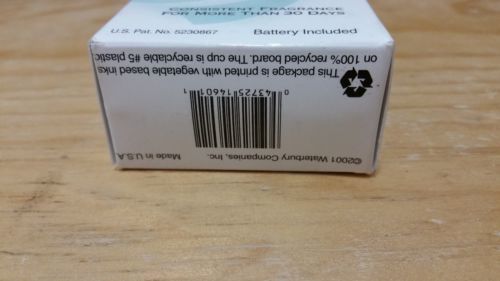 CONSISTENT FRAGRANCE
FOR MORE THAN 30 DAYS
U.S. Pat. No. 5230867
Battery Included
This package is printed with vegetable based inks
on 100% recycled board. The cup is recyclable #5 plastic
0 43725 14601 1
©2001 Waterbury Companies, Inc.
Made in U.S.A